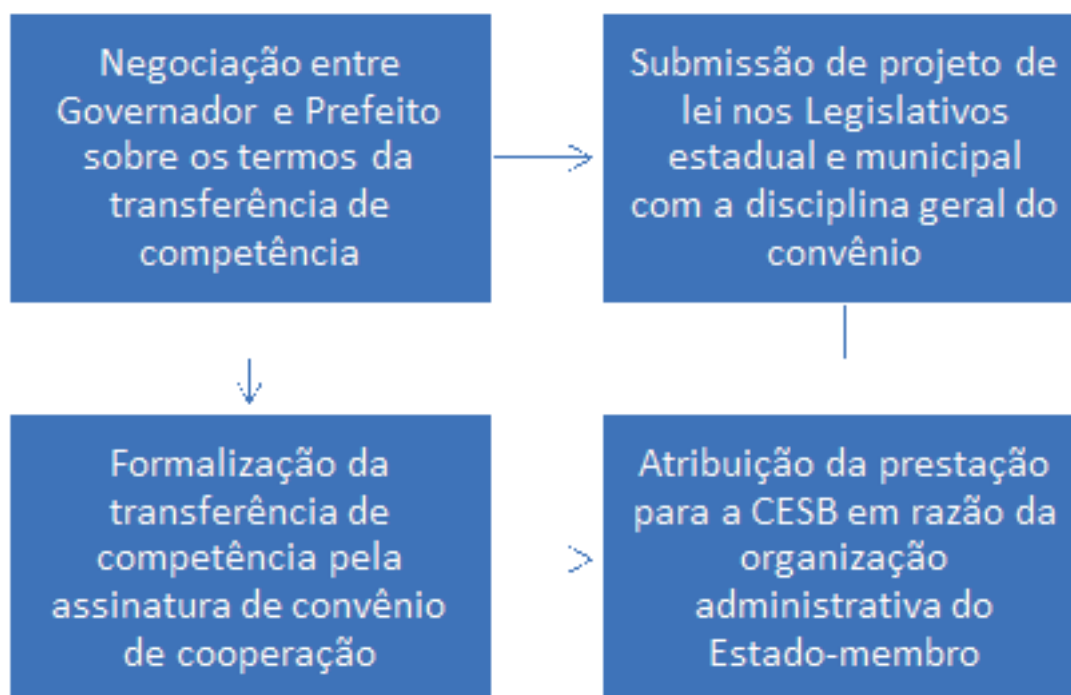 Negociação entre
Governador e Prefeito
sobre os termos da
transferência de
competência
Submissão de projeto de
lei nos Legislativos
estadual e municipal
com a disciplina geral do
convênio
Formalização da
transferência de
competência pela
assinatura de convênio
de cooperação
Atribuição da prestação
para a CESB em razão da
organização
administrativa do
Estado-membro